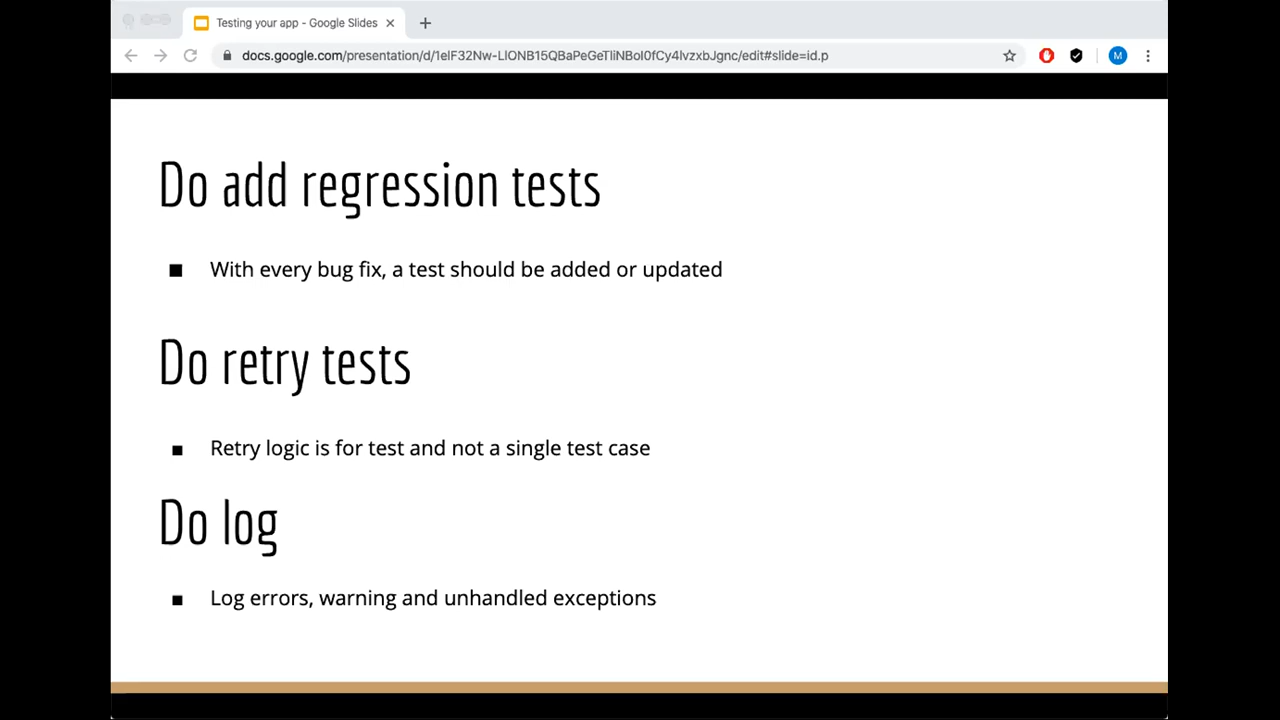 Testing your app - Google Slides
docs.google.com/presentation/d/1elF32Nw-LIONB15QBaPeGeTliNBoI0fCy4lvzxbJgnc/edit#slide=id.p
M
Do add regression tests
■ With every bug fix, a test should be added or updated
Do retry tests
■ Retry logic is for test and not a single test case
Do log
■ Log errors, warning and unhandled exceptions